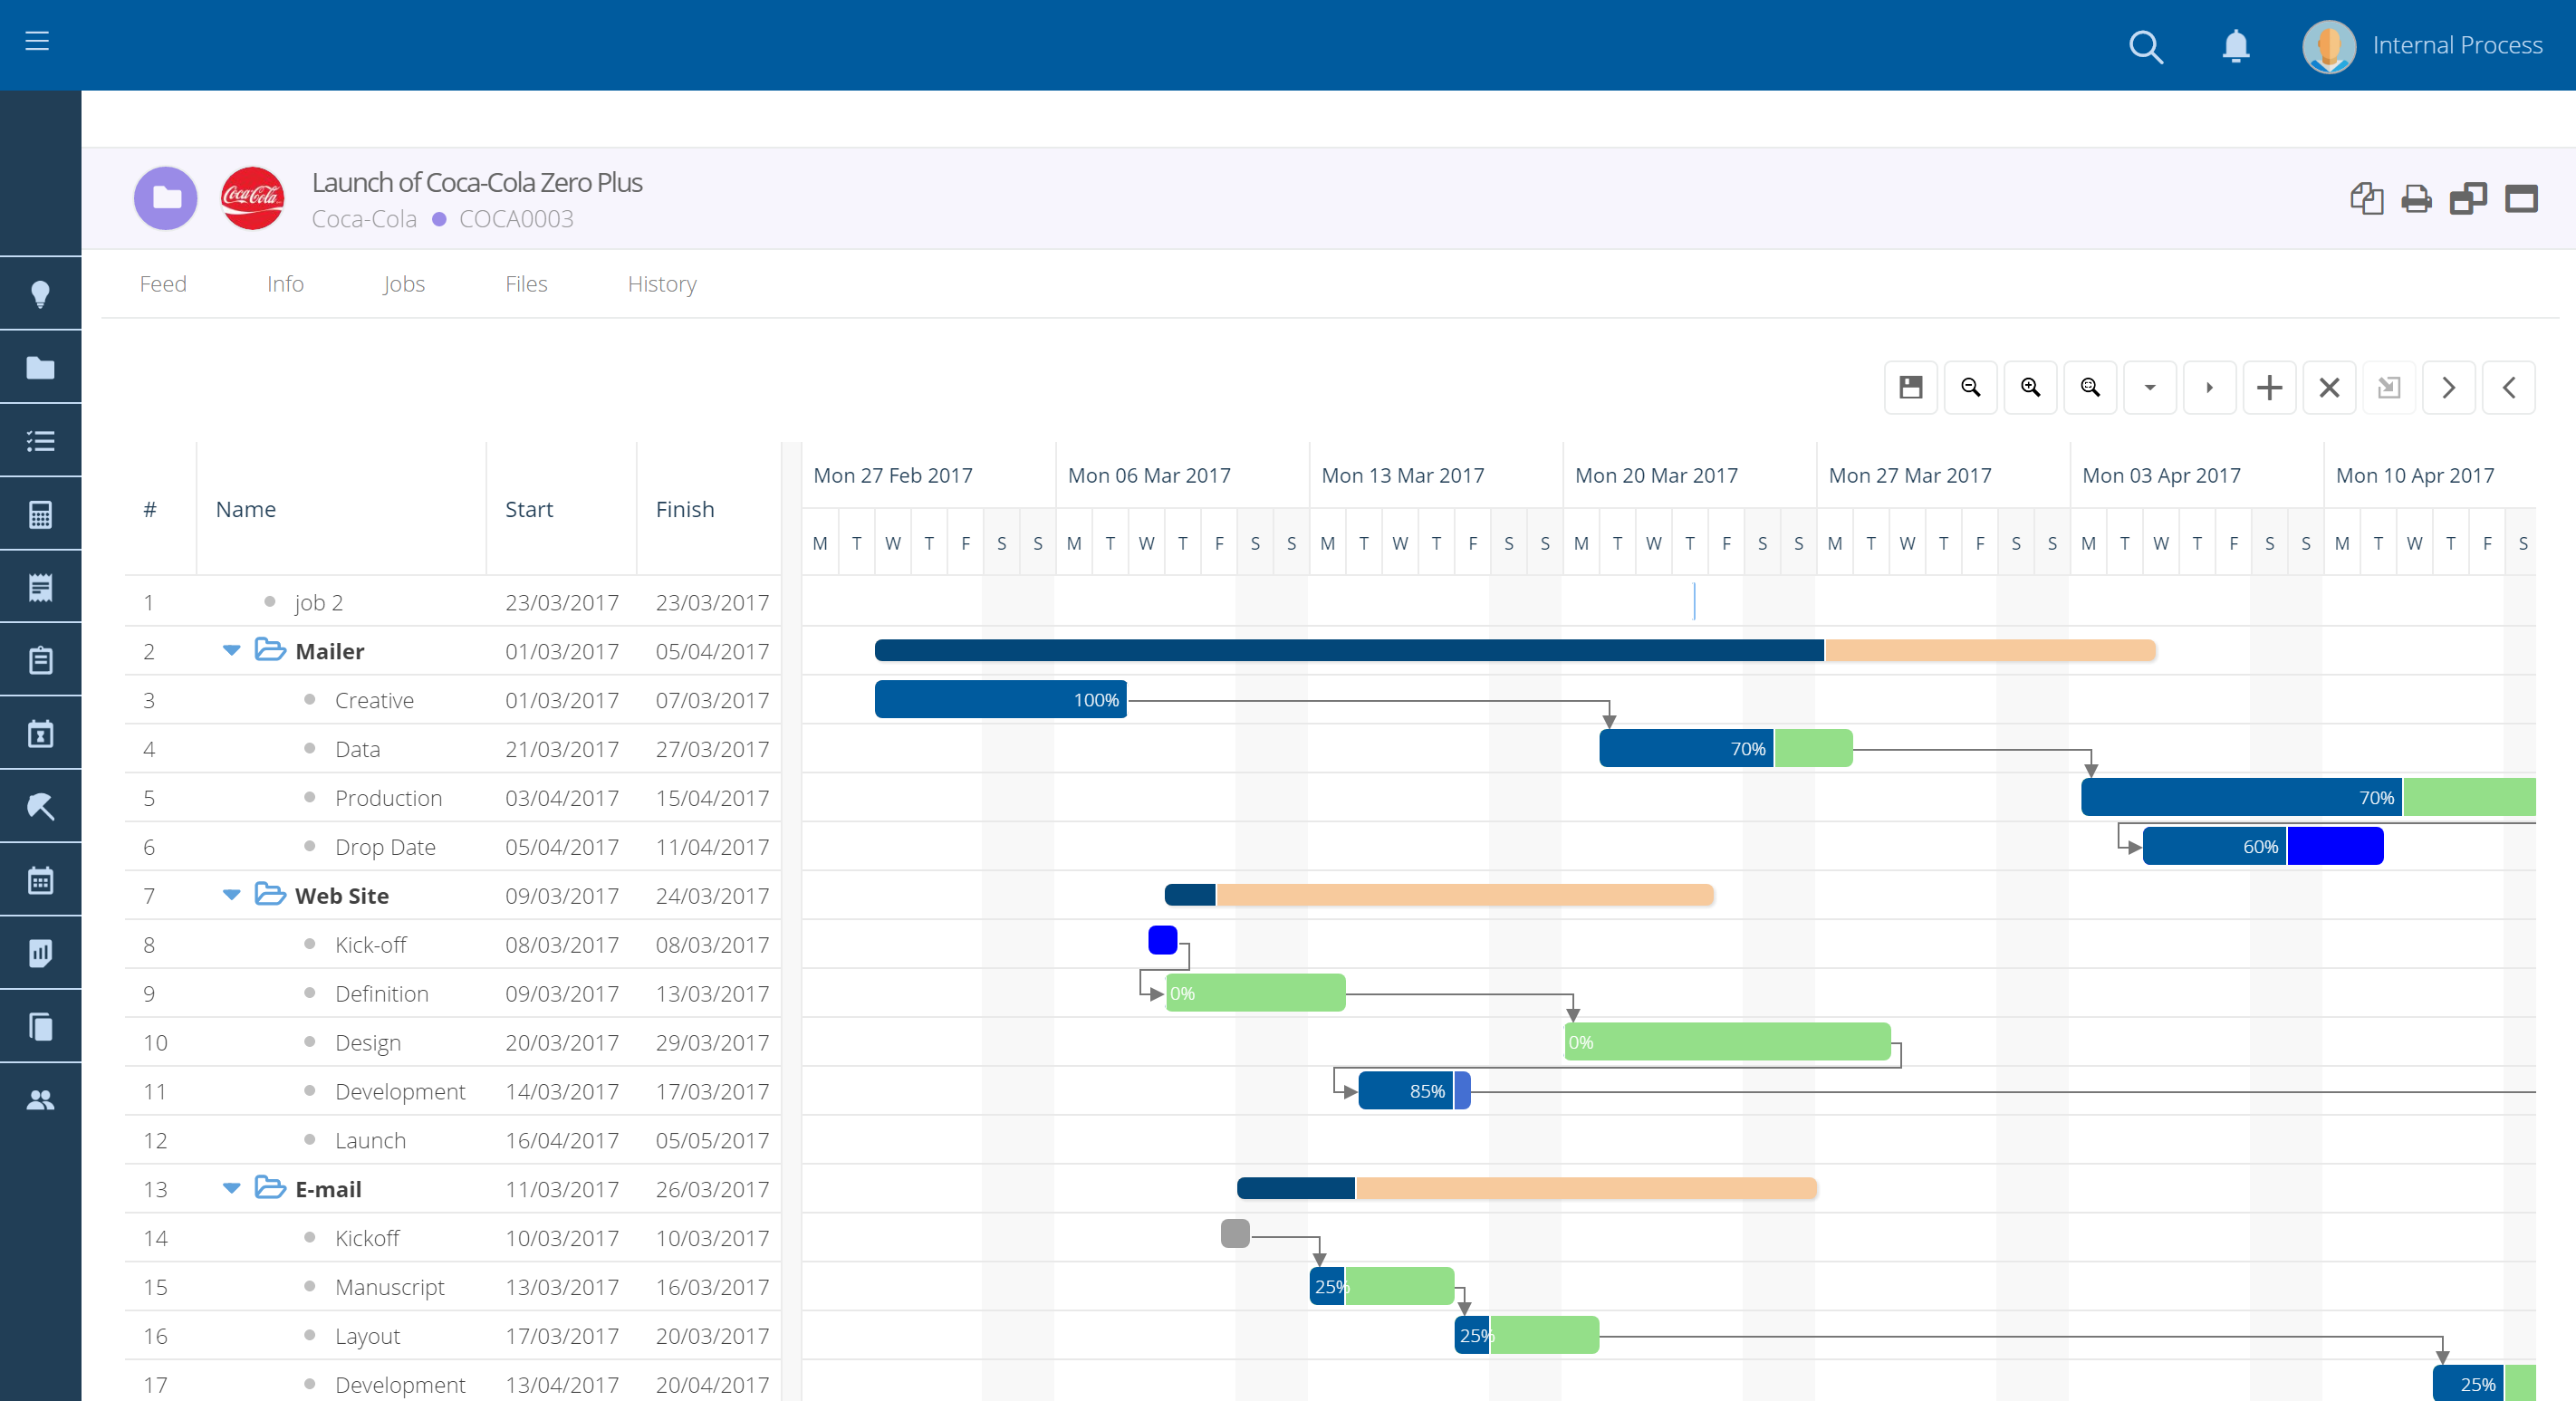 Internal Process
Coca-Cola
Launch of Coca-Cola Zero Plus
Coca-Cola COCA0003
Feed Info Jobs Files History
# Name Start Finish
Mon 27 Feb 2017 Mon 06 Mar 2017 Mon 13 Mar 2017 Mon 20 Mar 2017 Mon 27 Mar 2017 Mon 03 Apr 2017 Mon 10 Apr 2017
M T W T F S S M T W T F S S M T W T F S S M T W T F S S M T W T F S S M T W T F S S M T W T F S
1 job 2 23/03/2017 23/03/2017
2 Mailer 01/03/2017 05/04/2017
3 Creative 01/03/2017 07/03/2017 100%
4 Data 21/03/2017 27/03/2017 70%
5 Production 03/04/2017 15/04/2017 70%
6 Drop Date 05/04/2017 11/04/2017 60%
7 Web Site 09/03/2017 24/03/2017
8 Kick-off 08/03/2017 08/03/2017
9 Definition 09/03/2017 13/03/2017 0%
10 Design 20/03/2017 29/03/2017 0%
11 Development 14/03/2017 17/03/2017 85%
12 Launch 16/04/2017 05/05/2017
13 E-mail 11/03/2017 26/03/2017
14 Kickoff 10/03/2017 10/03/2017
15 Manuscript 13/03/2017 16/03/2017 25%
16 Layout 17/03/2017 20/03/2017 25%
17 Development 13/04/2017 20/04/2017 25%